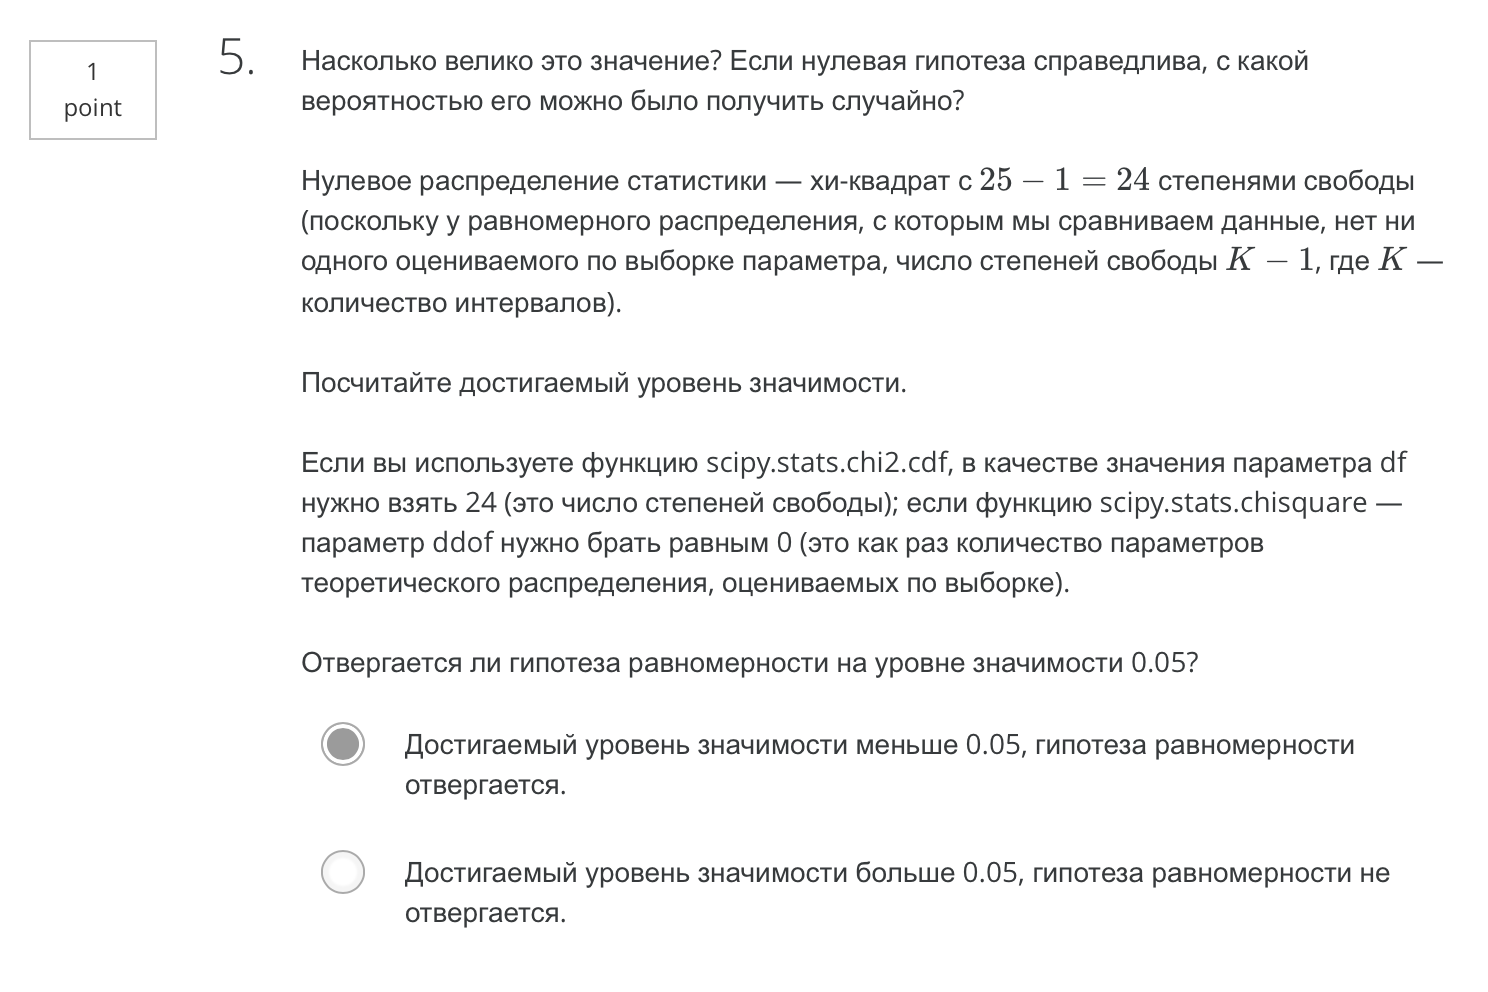 1
point
5.
Насколько велико это значение? Если нулевая гипотеза справедлива, с какой
вероятностью его можно было получить случайно?
Нулевое распределение статистики — хи-квадрат с 25 − 1 = 24 степенями свободы
(поскольку у равномерного распределения, с которым мы сравниваем данные, нет ни
одного оцениваемого по выборке параметра, число степеней свободы K − 1, где K —
количество интервалов).
Посчитайте достигаемый уровень значимости.
Если вы используете функцию scipy.stats.chi2.cdf, в качестве значения параметра df
нужно взять 24 (это число степеней свободы); если функцию scipy.stats.chisquare —
параметр ddof нужно брать равным 0 (это как раз количество параметров
теоретического распределения, оцениваемых по выборке).
Отвергается ли гипотеза равномерности на уровне значимости 0.05?
Достигаемый уровень значимости меньше 0.05, гипотеза равномерности
отвергается.
Достигаемый уровень значимости больше 0.05, гипотеза равномерности не
отвергается.